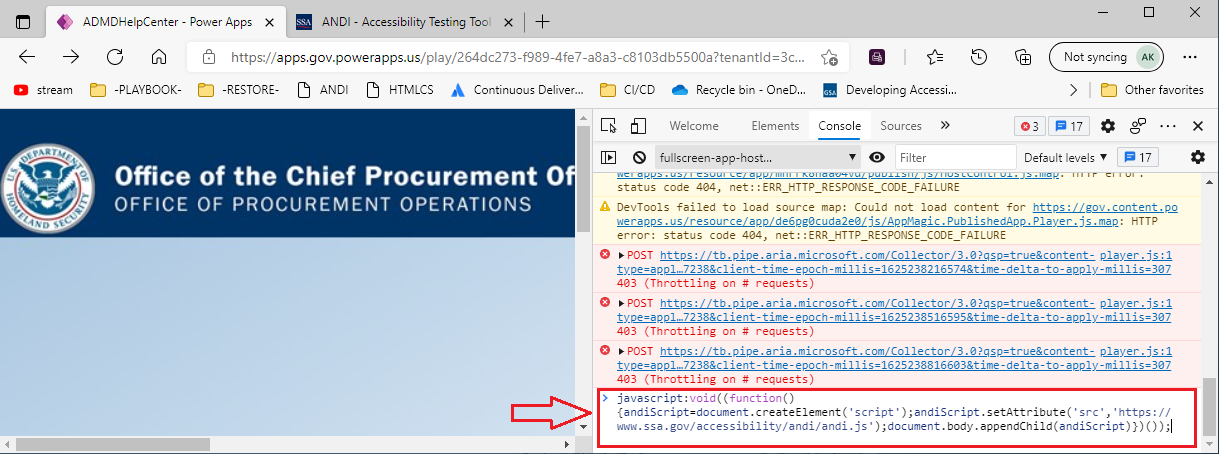 ADMDHelpCenter - Power Apps
ANDI - Accessibility Testing Tool
https://apps.gov.powerapps.us/play/264dc273-f989-4fe7-a8a3-c8103db5500a?tenantId=3c...
Not syncing AK
stream -PLAYBOOK- -RESTORE- ANDI HTMLCS Continuous Deliver... CI/CD Recycle bin - OneD... Developing Accessi... Other favorites
Welcome Elements Console Sources » 3 17
fullscreen-app-host... Filter Default levels 17
U.S. DEPARTMENT OF HOMELAND SECURITY
Office of the Chief Procurement Of
OFFICE OF PROCUREMENT OPERATIONS
status code 404, net::ERR_HTTP_RESPONSE_CODE_FAILURE
DevTools failed to load source map: Could not load content for https://gov.content.po
werapps.us/resource/app/de6pg0cuda2e0/js/AppMagic.PublishedApp.Player.js.map: HTTP
error: status code 404, net::ERR_HTTP_RESPONSE_CODE_FAILURE
POST https://tb.pipe.aria.microsoft.com/Collector/3.0?qsp=true&content- player.js:1
type=appl…7238&client-time-epoch-millis=1625238216574&time-delta-to-apply-millis=307
403 (Throttling on # requests)
POST https://tb.pipe.aria.microsoft.com/Collector/3.0?qsp=true&content- player.js:1
type=appl…7238&client-time-epoch-millis=1625238516595&time-delta-to-apply-millis=307
403 (Throttling on # requests)
POST https://tb.pipe.aria.microsoft.com/Collector/3.0?qsp=true&content- player.js:1
type=appl…7238&client-time-epoch-millis=1625238816603&time-delta-to-apply-millis=307
403 (Throttling on # requests)
javascript:void((function()
{andiScript=document.createElement('script');andiScript.setAttribute('src','https://
www.ssa.gov/accessibility/andi/andi.js');document.body.appendChild(andiScript)})());